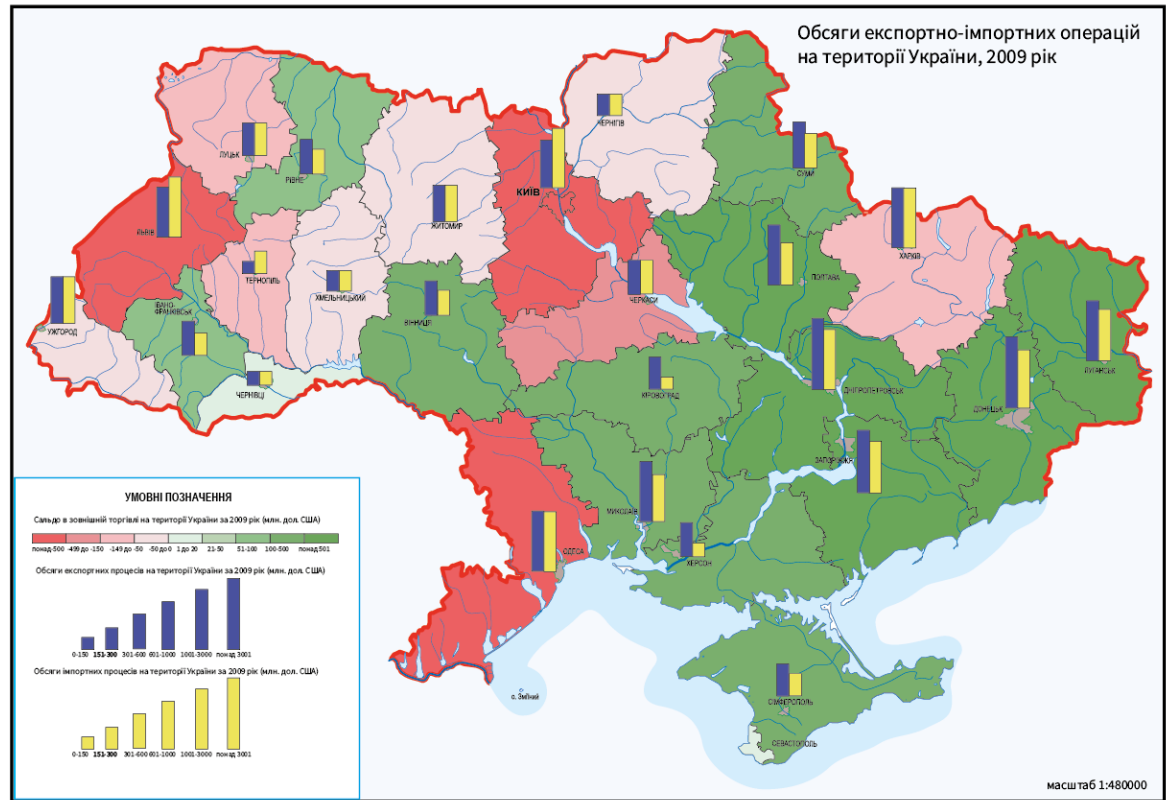 Обсяги експортно-імпортних операцій
на території України, 2009 рік
ЧЕРНІГІВ
ЛУЦЬК
РІВНЕ
СУМИ
КИЇВ
ЖИТОМИР
ЛЬВІВ
ХАРКІВ
ТЕРНОПІЛЬ
ХМЕЛЬНИЦЬКИЙ
ЧЕРКАСИ
ПОЛТАВА
ІВАНО-
ФРАНКІВСЬК
ВІННИЦЯ
УЖГОРОД
ЛУГАНСЬК
ЧЕРНІВЦІ
КІРОВОГРАД
ДНІПРОПЕТРОВСЬК
ДОНЕЦЬК
ЗАПОРІЖЖЯ
МИКОЛАЇВ
ОДЕСА
ХЕРСОН
о. Зміїний
СІМФЕРОПОЛЬ
СЕВАСТОПОЛЬ
УМОВНІ ПОЗНАЧЕННЯ
Сальдо в зовнішній торгівлі на території України за 2009 рік (млн. дол. США)
понад-500 -499 до -150 -149 до -50 -50 до 0 1 до 20 21-50 51-100 100-500 понад 501
Обсяги експортних процесів на території України за 2009 рік (млн. дол. США)
0-150 151-300 301-600 601-1000 1001-3000 понад 3001
Обсяги імпортних процесів на території України за 2009 рік (млн. дол. США)
0-150 151-300 301-600 601-1000 1001-3000 понад 3001
масштаб 1:480000